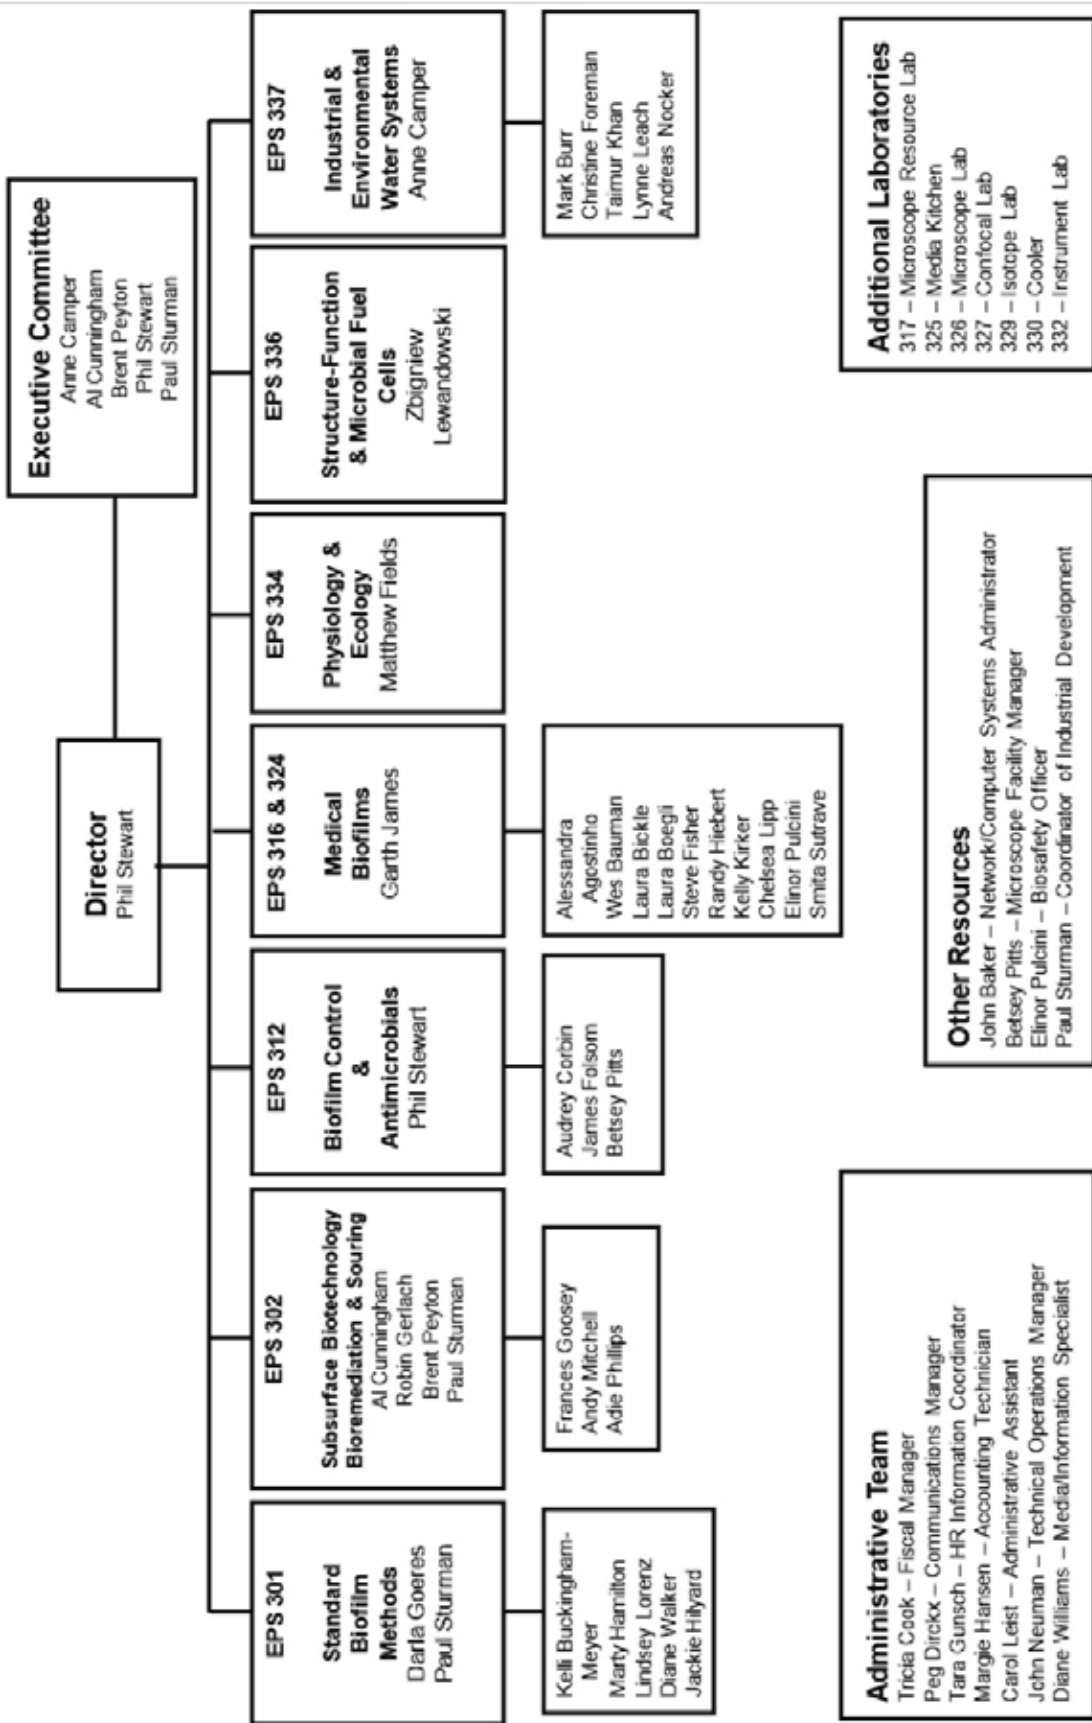 Director
Phil Stewart
Executive Committee
Anne Camper
Al Cunningham
Brent Peyton
Phil Stewart
Paul Sturman
EPS 301
Standard
Biofilm
Methods
Darla Goeres
Paul Sturman
Kelli Buckingham-
Meyer
Marty Hamilton
Lindsey Lorenz
Diane Walker
Jackie Hilyard
EPS 302
Subsurface Biotechnology
Bioremediation & Souring
Al Cunningham
Robin Gerlach
Brent Peyton
Paul Sturman
Frances Goosey
Andy Mitchell
Adie Phillips
EPS 312
Biofilm Control
&
Antimicrobials
Phil Stewart
Audrey Corbin
James Folsom
Betsey Pitts
EPS 316 & 324
Medical
Biofilms
Garth James
Alessandra
Agostinho
Wes Bauman
Laura Bickle
Laura Boegli
Steve Fisher
Randy Hiebert
Kelly Kirker
Chelsea Lipp
Elinor Pulcini
Smita Sutrave
EPS 334
Physiology &
Ecology
Matthew Fields
EPS 336
Structure-Function
& Microbial Fuel
Cells
Zbigniew
Lewandowski
EPS 337
Industrial &
Environmental
Water Systems
Anne Camper
Mark Burr
Christine Foreman
Taimur Khan
Lynne Leach
Andreas Nocker
Administrative Team
Tricia Cook – Fiscal Manager
Peg Dirckx – Communications Manager
Tara Gunsch – HR Information Coordinator
Margie Hansen – Accounting Technician
Carol Leist – Administrative Assistant
John Neuman – Technical Operations Manager
Diane Williams – Media/Information Specialist
Other Resources
John Baker – Network/Computer Systems Administrator
Betsey Pitts – Microscope Facility Manager
Elinor Pulcini – Biosafety Officer
Paul Sturman – Coordinator of Industrial Development
Additional Laboratories
317 – Microscope Resource Lab
325 – Media Kitchen
326 – Microscope Lab
327 – Confocal Lab
329 – Isotope Lab
330 – Cooler
332 – Instrument Lab